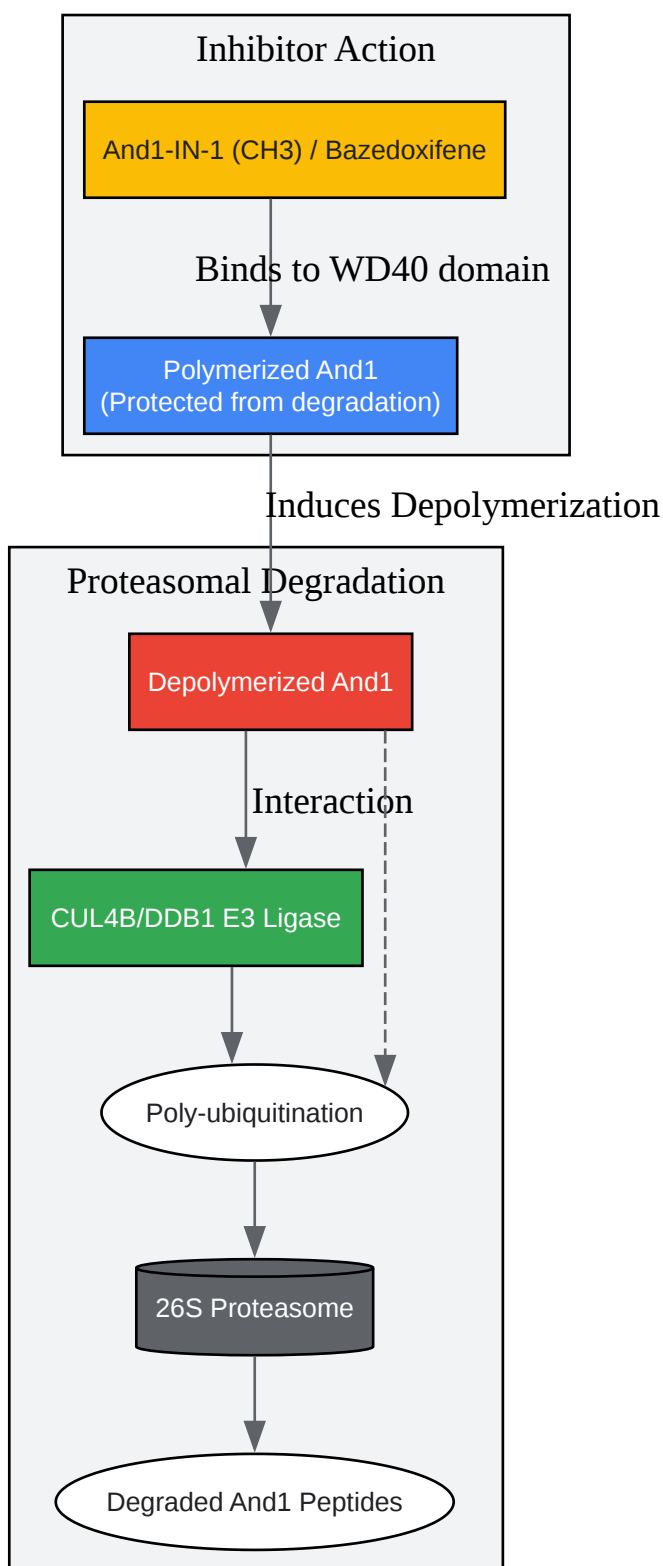 Inhibitor Action
And1-IN-1 (CH3) / Bazedoxifene
Binds to WD40 domain
Polymerized And1
(Protected from degradation)
Induces Depolymerization
Proteasomal Degradation
Depolymerized And1
Interaction
CUL4B/DDB1 E3 Ligase
Poly-ubiquitination
26S Proteasome
Degraded And1 Peptides